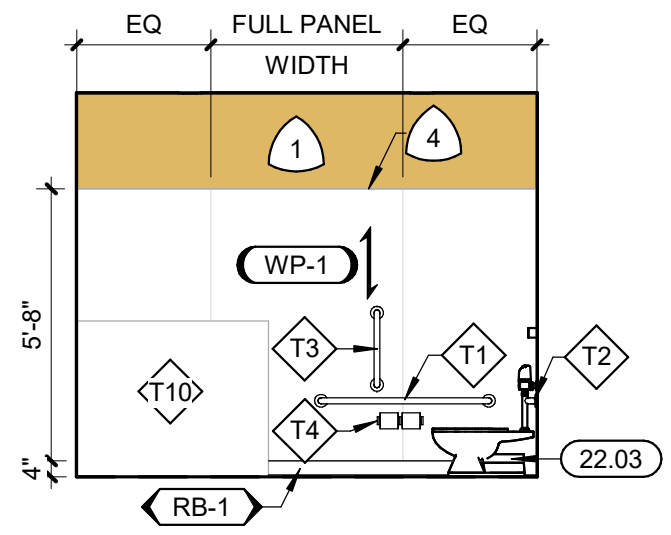 EQ
FULL PANEL
WIDTH
EQ
1
4
WP-1
5'-8"
T3
T1
T2
T10
T4
22.03
4"
RB-1